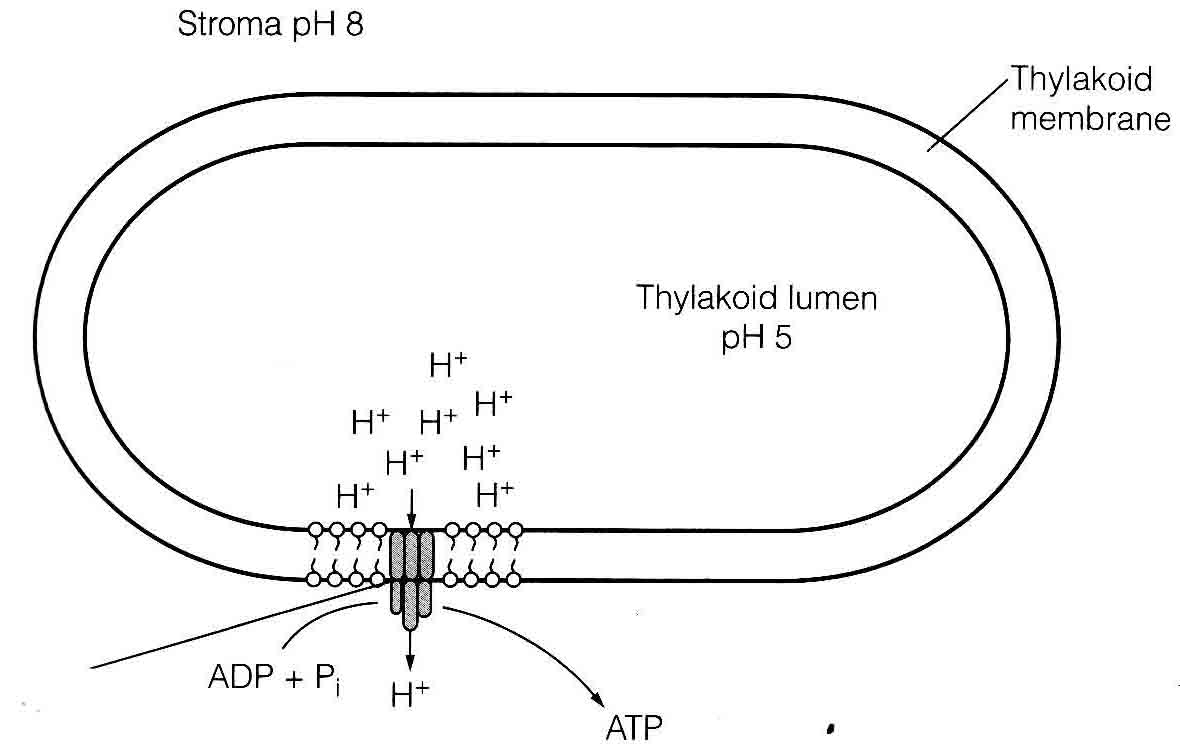 Stroma pH 8
Thylakoid
membrane
Thylakoid lumen
pH 5
H⁺
H⁺
H⁺ H⁺
H⁺
H⁺
H⁺
H⁺
ADP + Pᵢ
H⁺
ATP